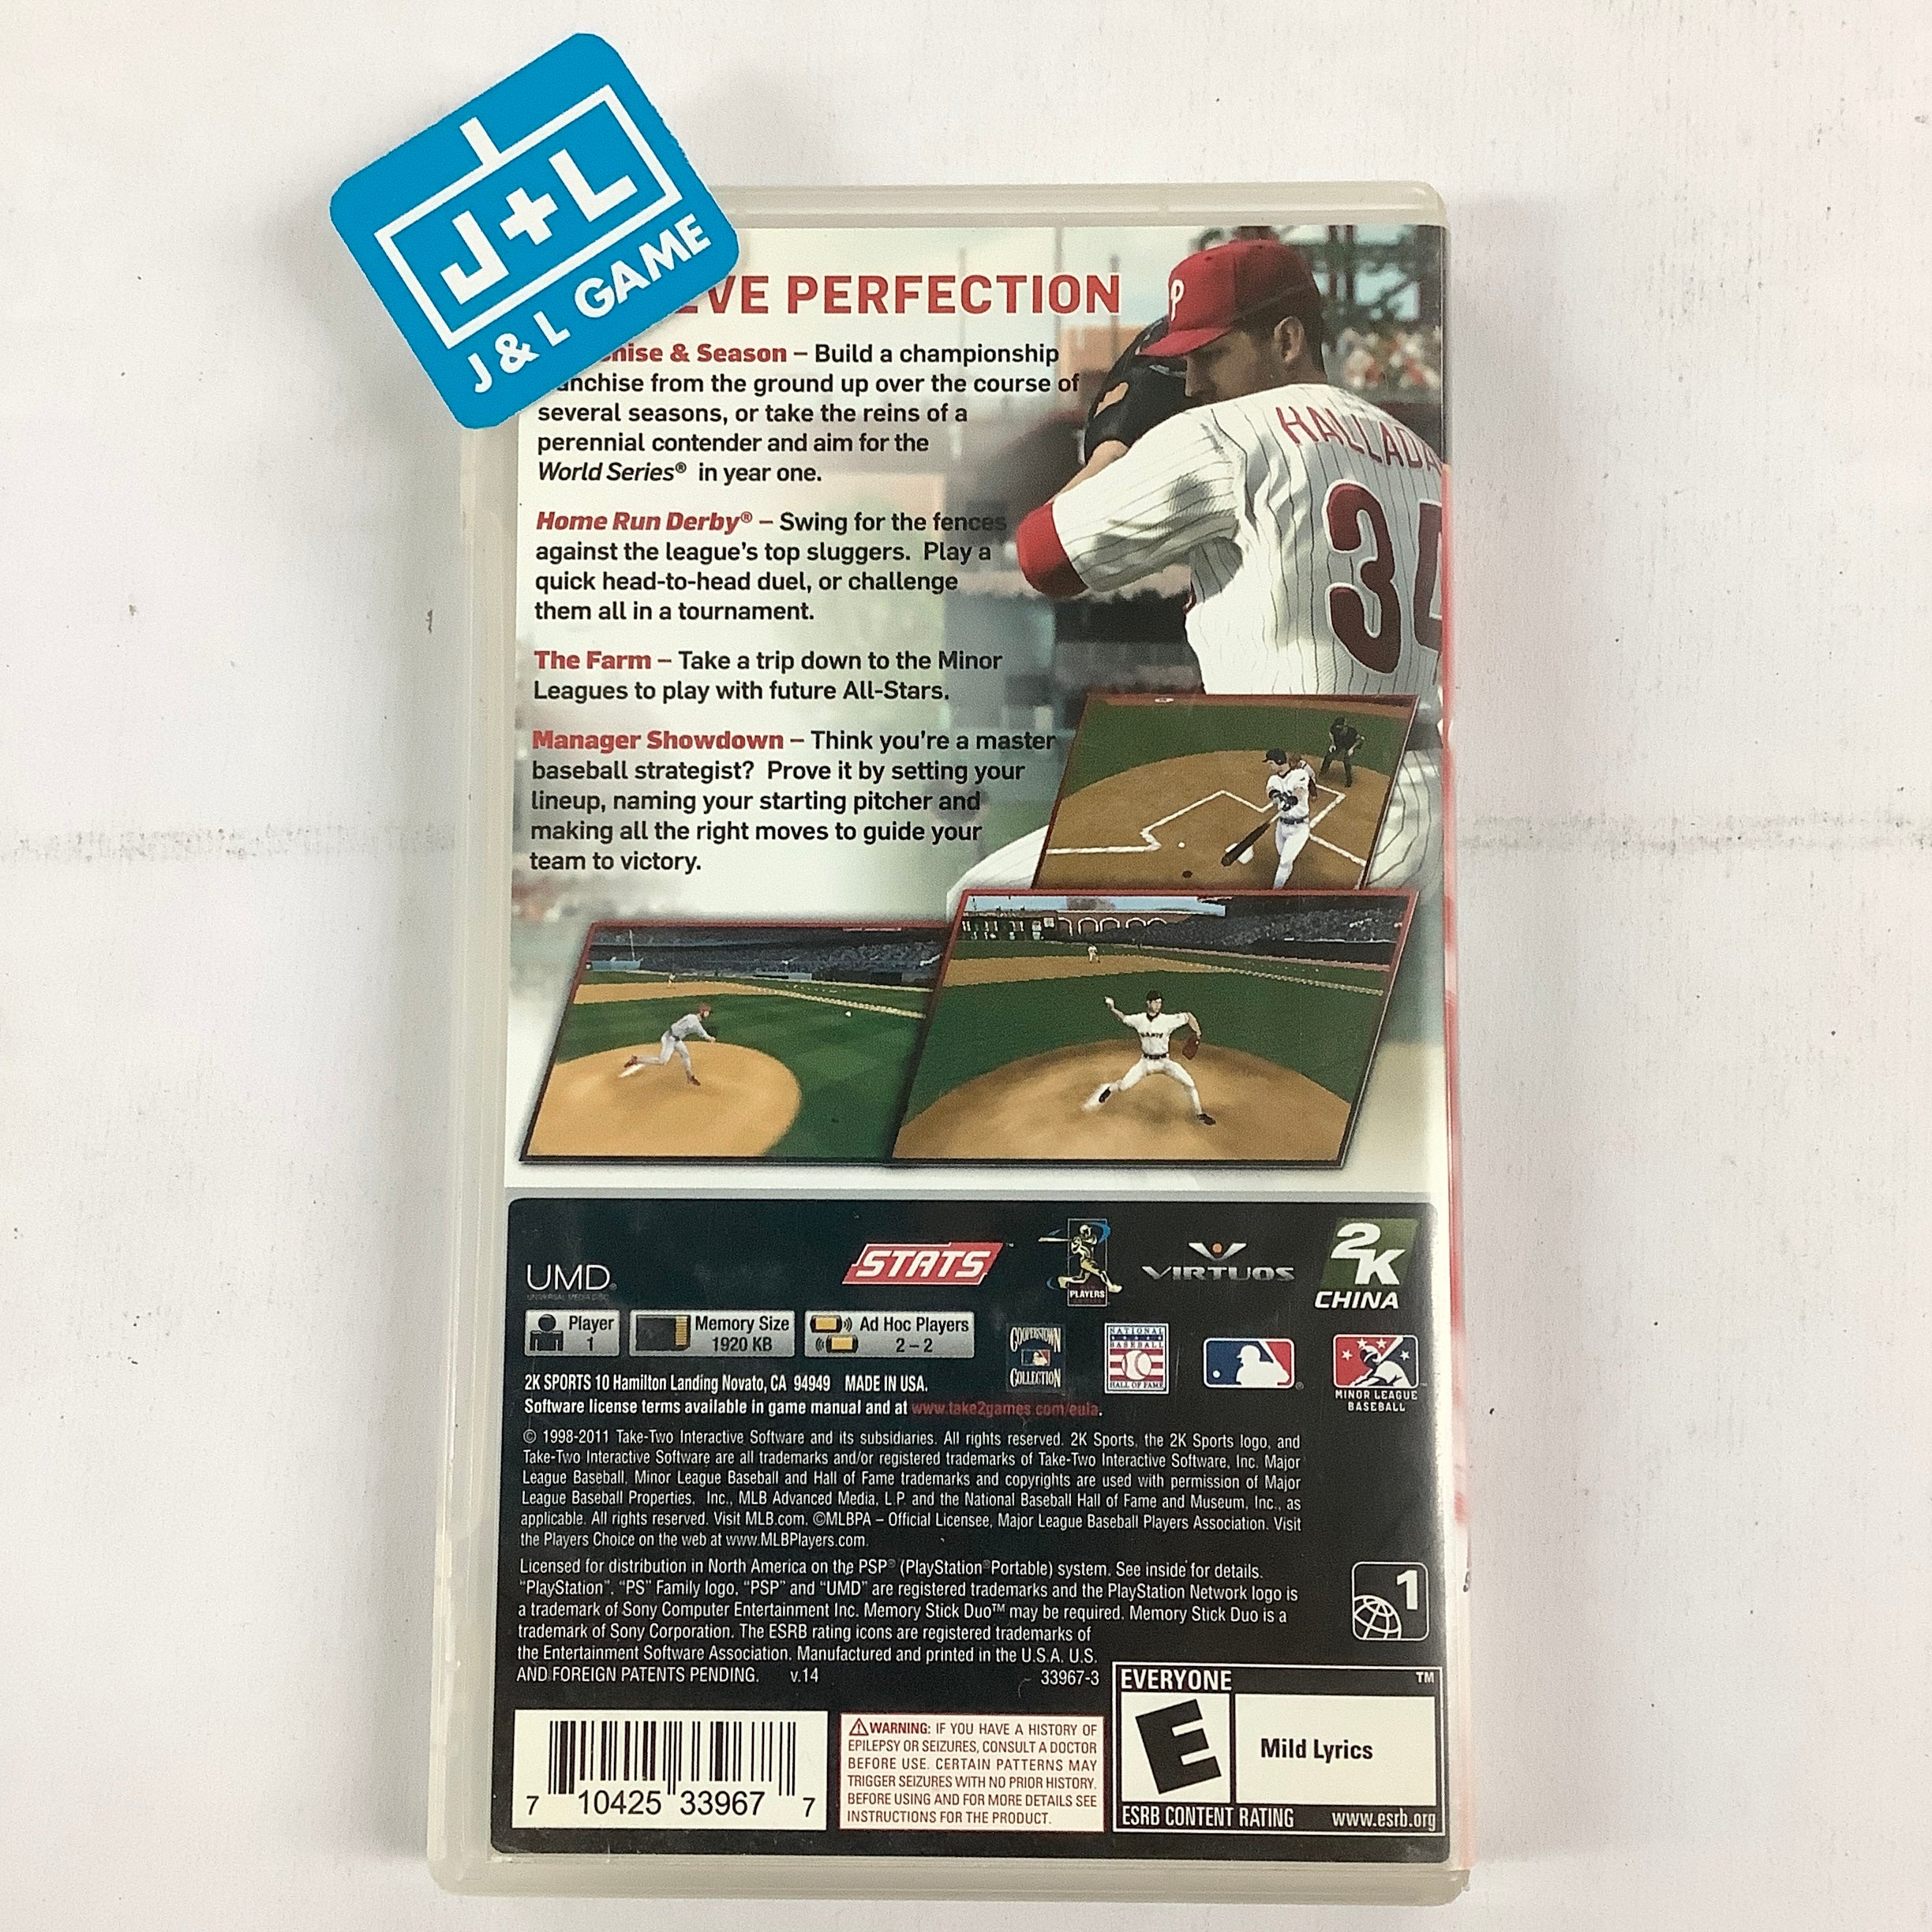 J+L
J & L GAME
PERFECTION
& Season – Build a championship
from the ground up over the course of
several seasons, or take the reins of a
perennial contender and aim for the
World Series® in year one.
Home Run Derby® – Swing for the fences
against the league's top sluggers. Play a
quick head-to-head duel, or challenge
them all in a tournament.
The Farm – Take a trip down to the Minor
Leagues to play with future All-Stars.
Manager Showdown – Think you're a master
baseball strategist? Prove it by setting your
lineup, naming your starting pitcher and
making all the right moves to guide your
team to victory.
P
34
UMD
UNIVERSAL MEDIA DISC
STATS™
PLAYERS
VIRTUOS
2K
CHINA
Player
1
Memory Size
1920 KB
Ad Hoc Players
2 – 2
COOPERSTOWN
COLLECTION
NATIONAL
BASEBALL
HALL OF FAME
MINOR LEAGUE
BASEBALL
2K SPORTS 10 Hamilton Landing Novato, CA 94949 MADE IN USA.
Software license terms available in game manual and at www.take2games.com/eula.
© 1998-2011 Take-Two Interactive Software and its subsidiaries. All rights reserved. 2K Sports, the 2K Sports logo, and
Take-Two Interactive Software are all trademarks and/or registered trademarks of Take-Two Interactive Software, Inc. Major
League Baseball, Minor League Baseball and Hall of Fame trademarks and copyrights are used with permission of Major
League Baseball Properties, Inc., MLB Advanced Media, L.P. and the National Baseball Hall of Fame and Museum, Inc., as
applicable. All rights reserved. Visit MLB.com. ©MLBPA – Official Licensee, Major League Baseball Players Association. Visit
the Players Choice on the web at www.MLBPlayers.com.
Licensed for distribution in North America on the PSP® (PlayStation®Portable) system. See inside for details.
"PlayStation", "PS" Family logo, "PSP" and "UMD" are registered trademarks and the PlayStation Network logo is
a trademark of Sony Computer Entertainment Inc. Memory Stick Duo™ may be required. Memory Stick Duo is a
trademark of Sony Corporation. The ESRB rating icons are registered trademarks of
the Entertainment Software Association. Manufactured and printed in the U.S.A. U.S.
AND FOREIGN PATENTS PENDING. v.14 33967-3
1
7 10425 33967 7
WARNING: IF YOU HAVE A HISTORY OF
EPILEPSY OR SEIZURES, CONSULT A DOCTOR
BEFORE USE. CERTAIN PATTERNS MAY
TRIGGER SEIZURES WITH NO PRIOR HISTORY.
BEFORE USING AND FOR MORE DETAILS SEE
INSTRUCTIONS FOR THE PRODUCT.
EVERYONE ™
E
Mild Lyrics
ESRB CONTENT RATING www.esrb.org